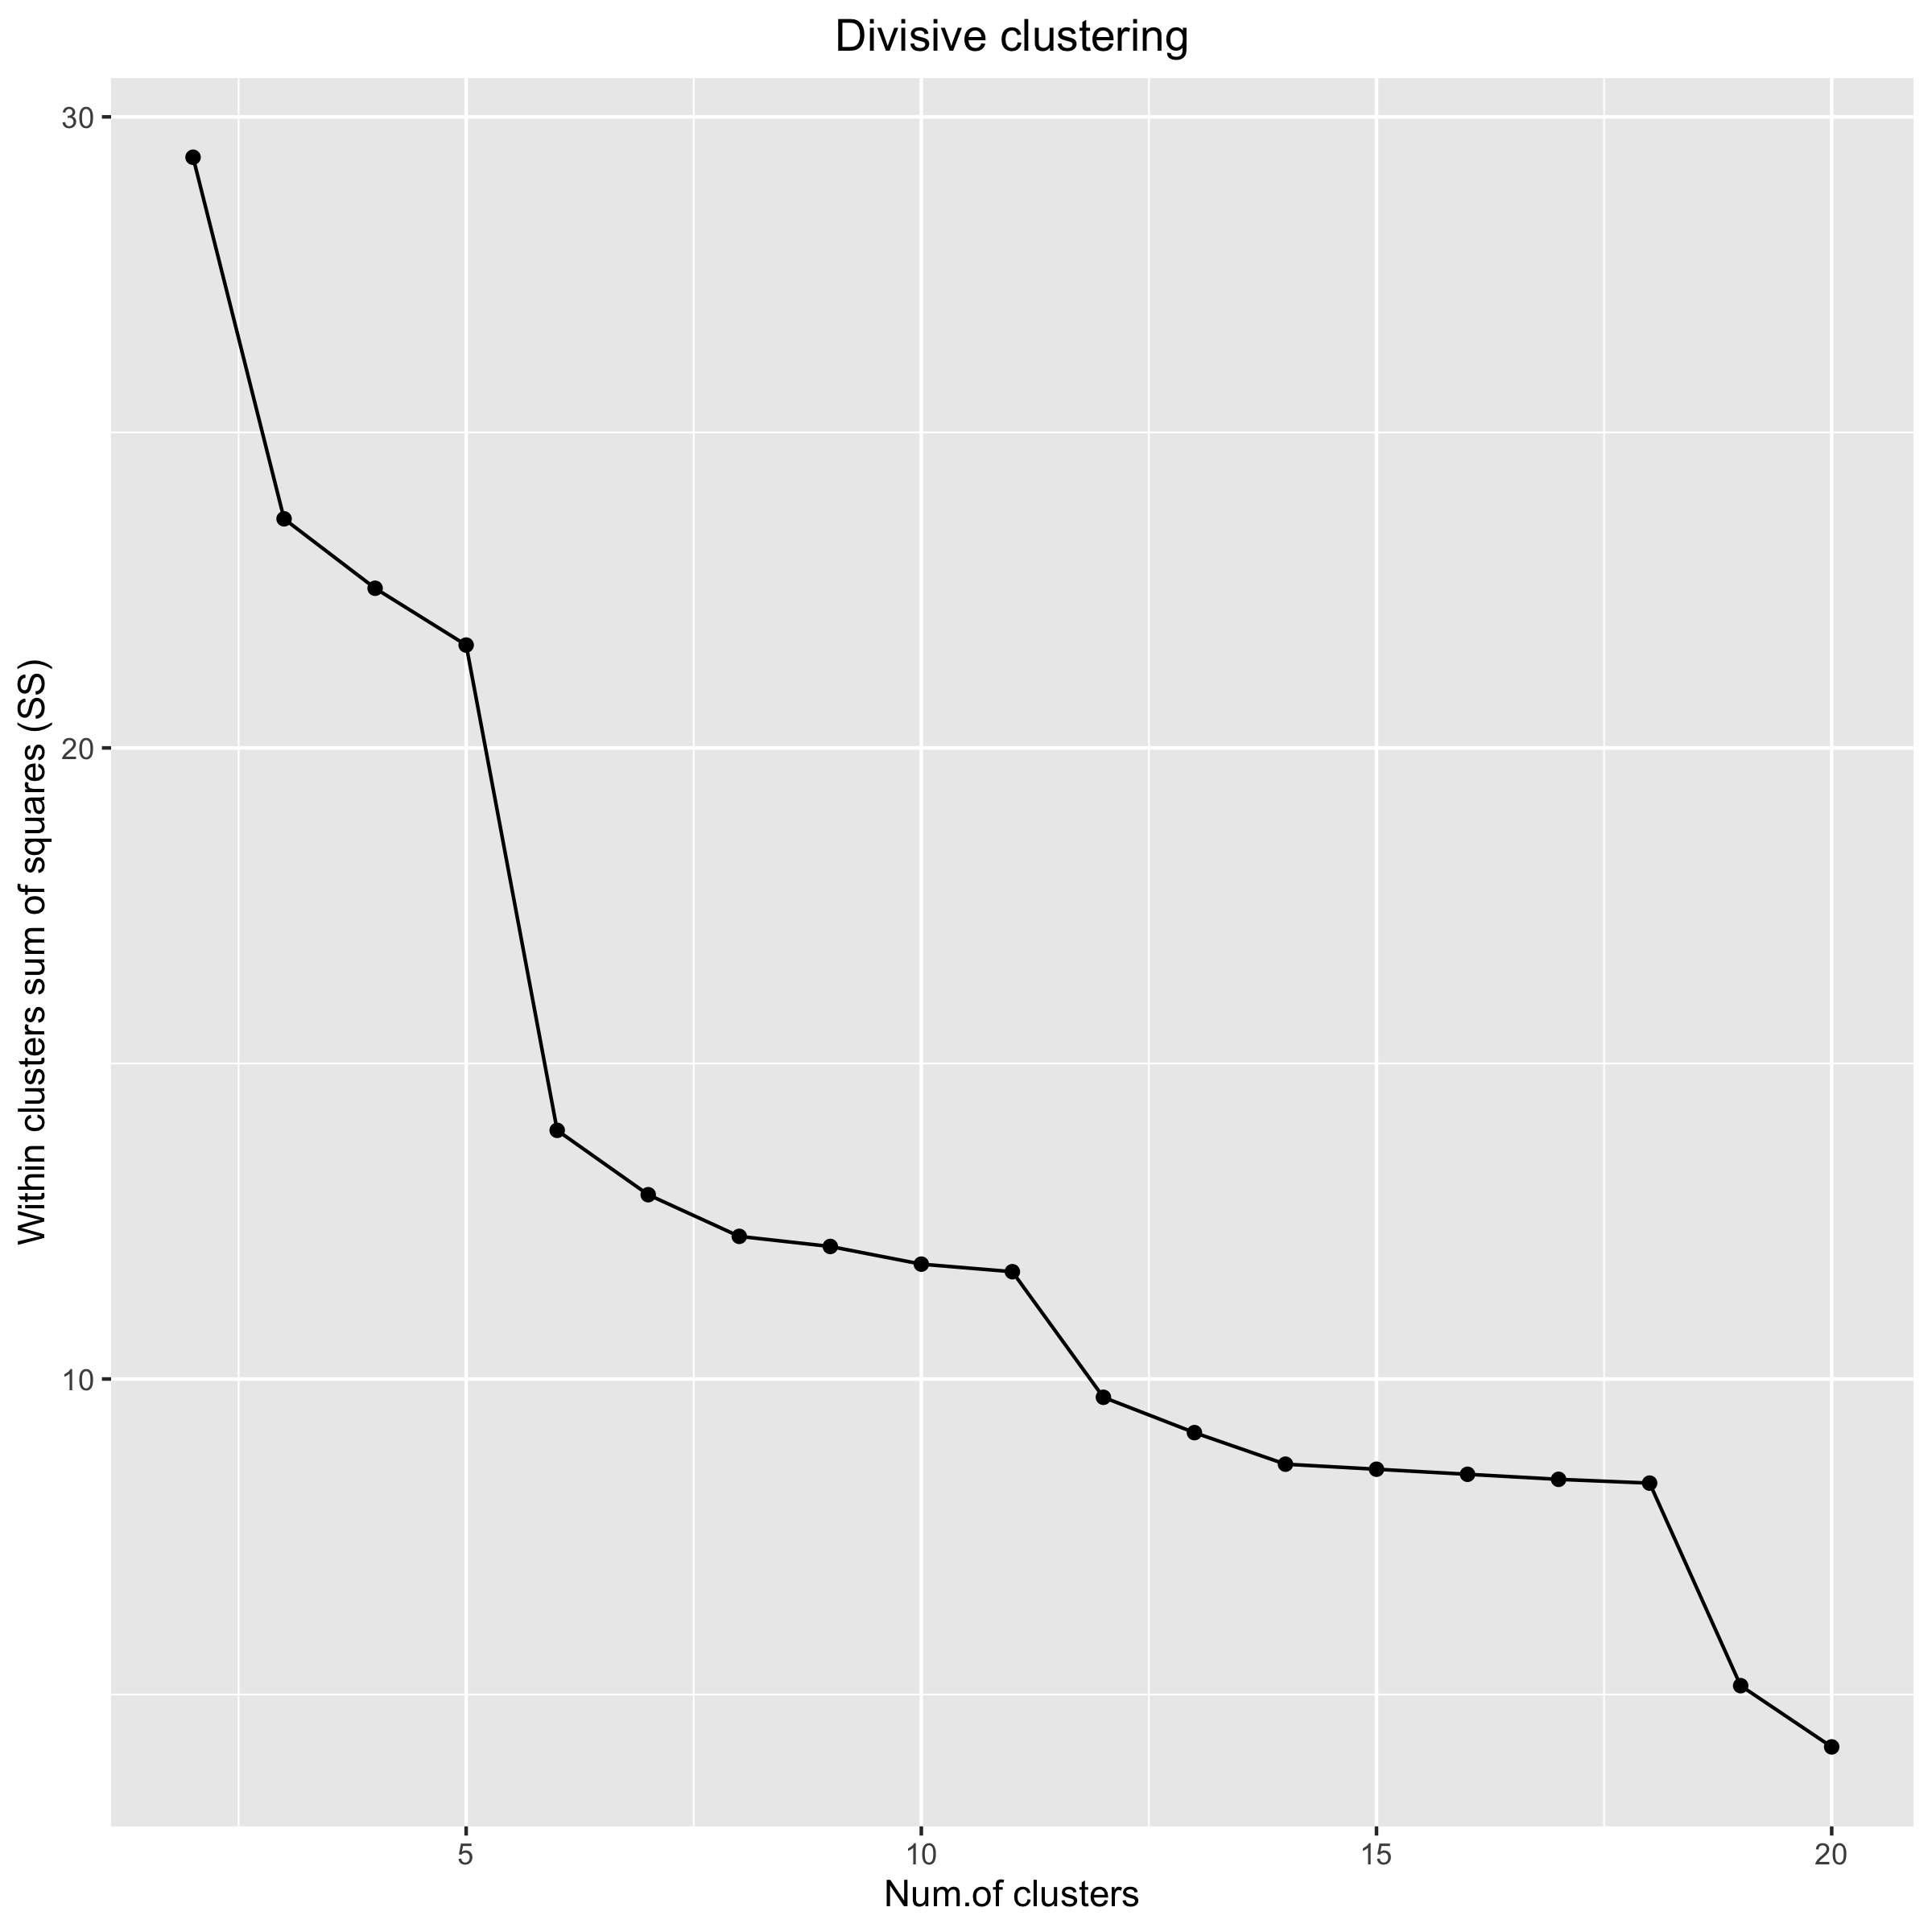 Divisive clustering
Within clusters sum of squares (SS)
30
20
10
5 10 15 20
Num.of clusters